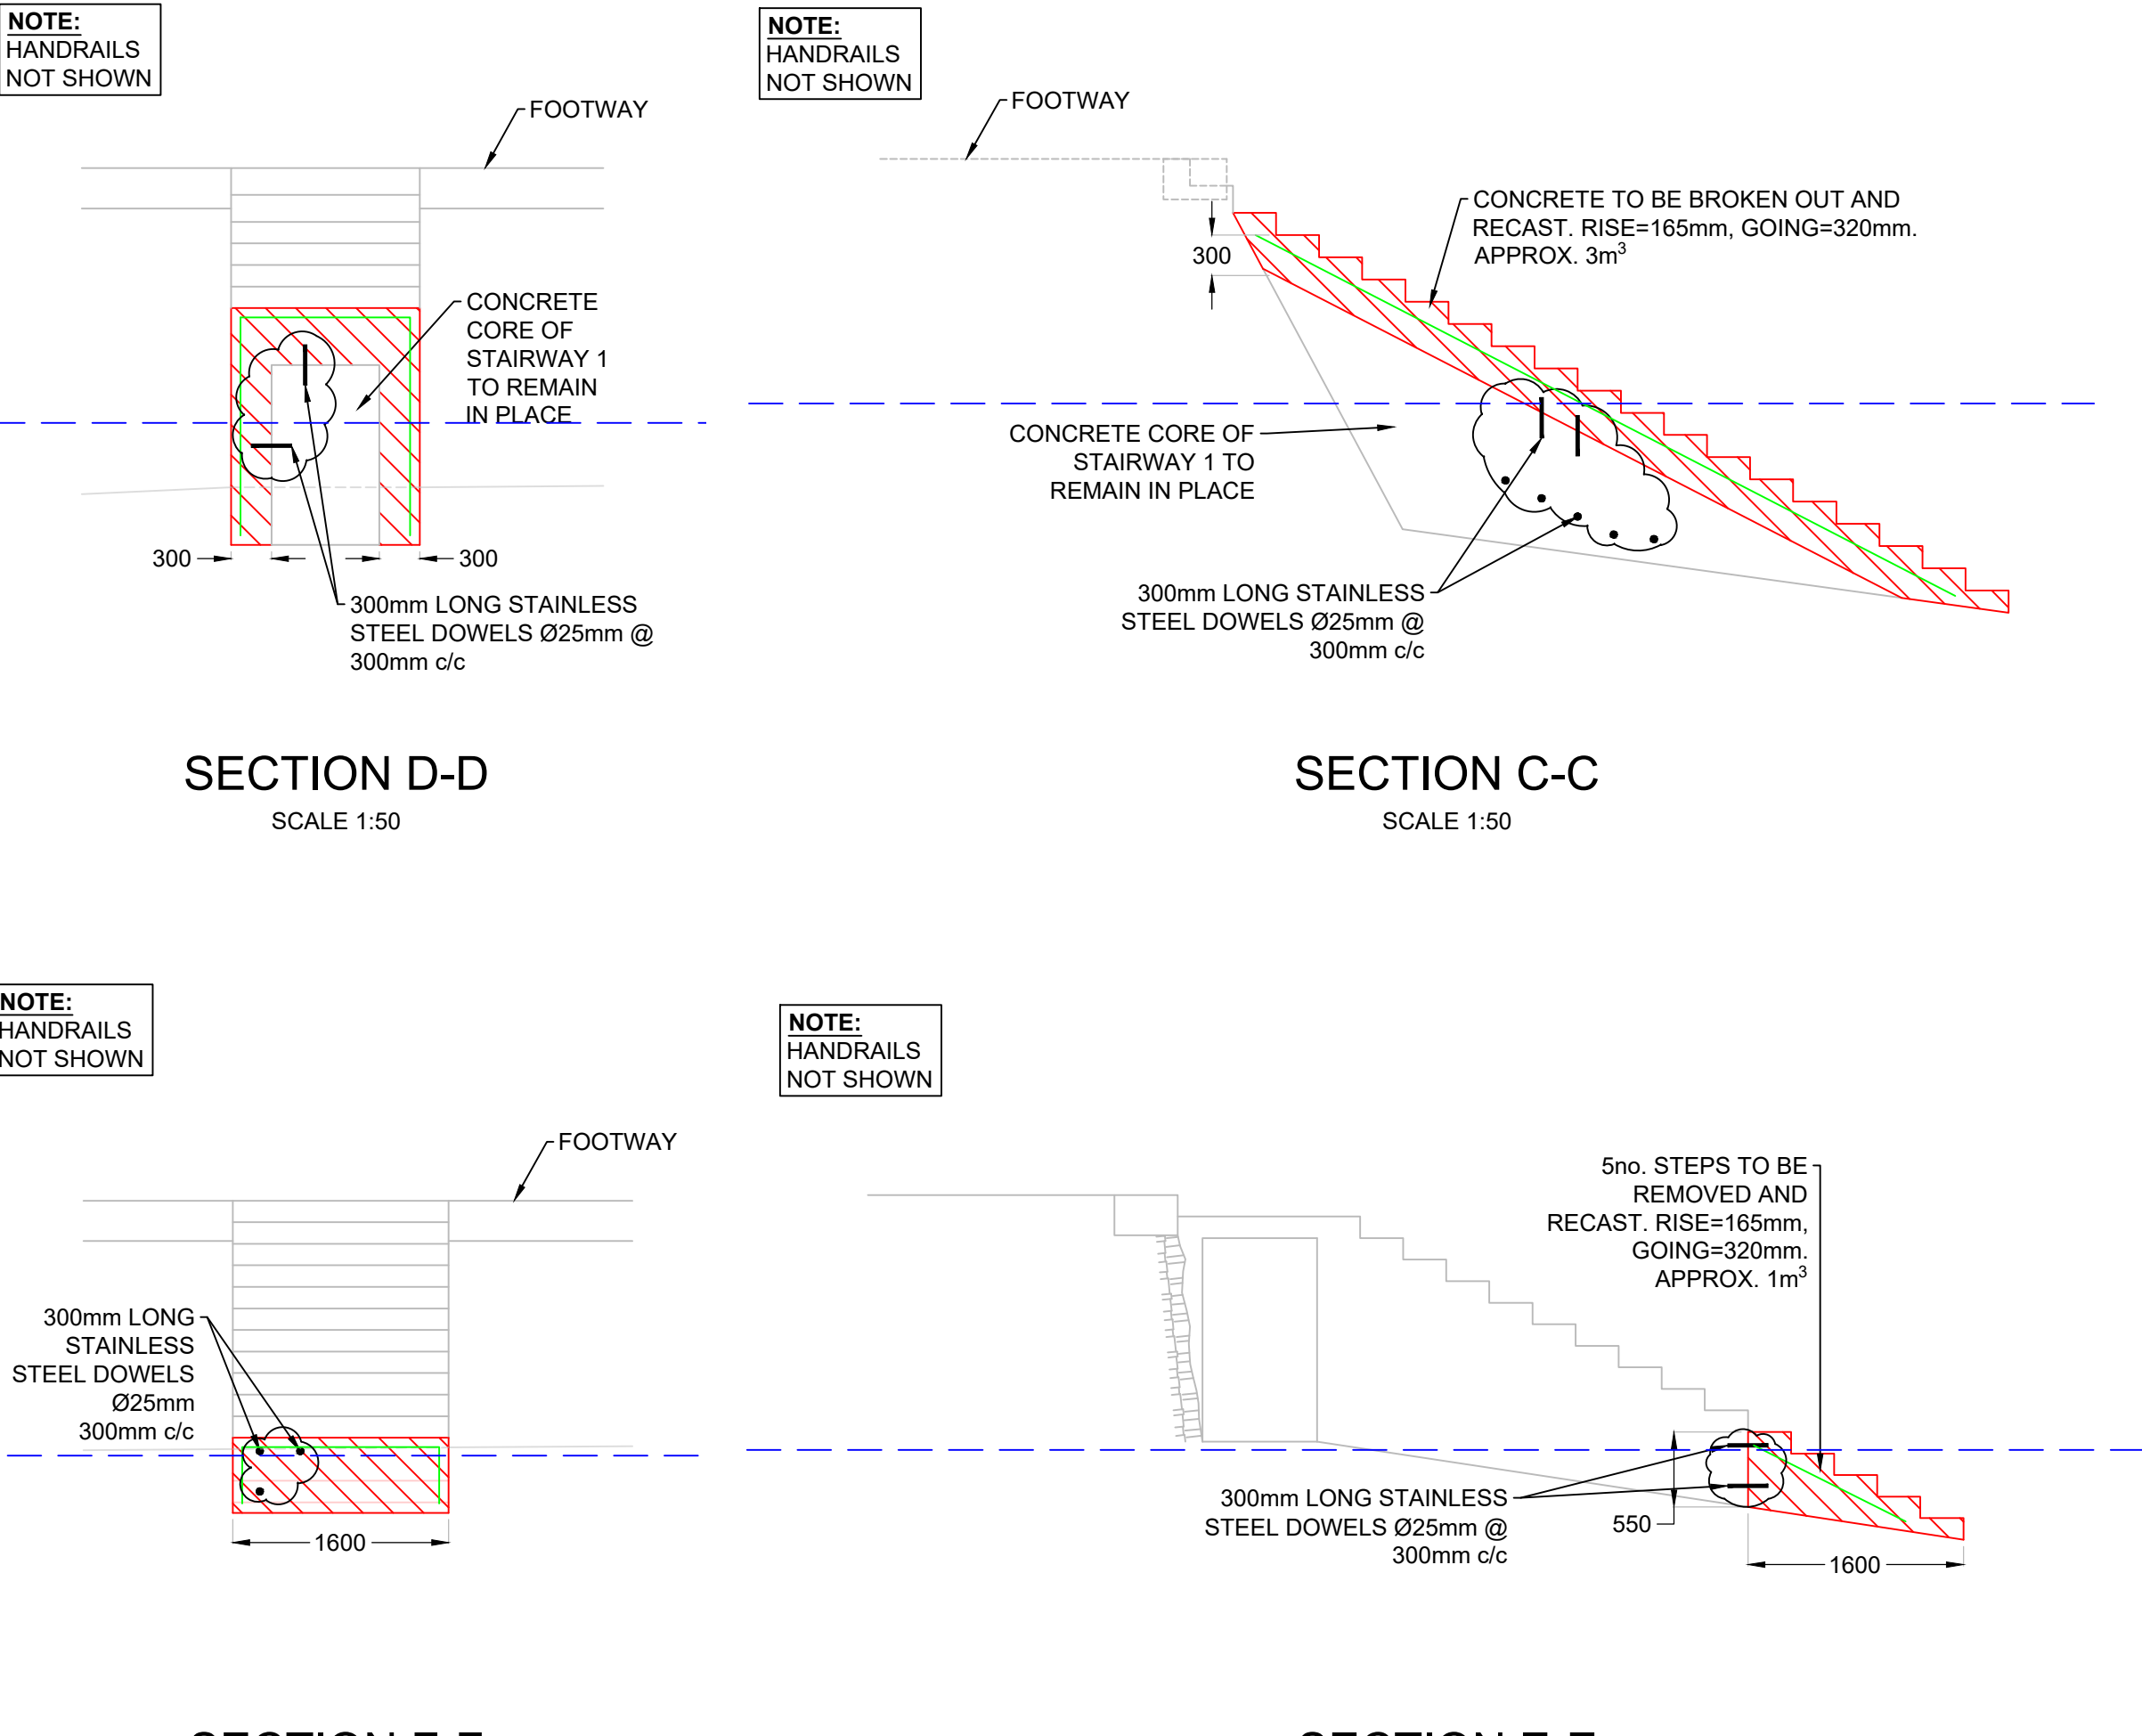 NOTE:
HANDRAILS
NOT SHOWN
FOOTWAY
CONCRETE
CORE OF
STAIRWAY 1
TO REMAIN
IN PLACE
300
300
300mm LONG STAINLESS
STEEL DOWELS Ø25mm @
300mm c/c
SECTION D-D
SCALE 1:50
NOTE:
HANDRAILS
NOT SHOWN
FOOTWAY
CONCRETE TO BE BROKEN OUT AND
RECAST. RISE=165mm, GOING=320mm.
APPROX. 3m³
300
CONCRETE CORE OF
STAIRWAY 1 TO
REMAIN IN PLACE
300mm LONG STAINLESS
STEEL DOWELS Ø25mm @
300mm c/c
SECTION C-C
SCALE 1:50
NOTE:
HANDRAILS
NOT SHOWN
FOOTWAY
300mm LONG
STAINLESS
STEEL DOWELS
Ø25mm
300mm c/c
1600
NOTE:
HANDRAILS
NOT SHOWN
5no. STEPS TO BE
REMOVED AND
RECAST. RISE=165mm,
GOING=320mm.
APPROX. 1m³
300mm LONG STAINLESS
STEEL DOWELS Ø25mm @
300mm c/c
550
1600
SECTION
SECTION